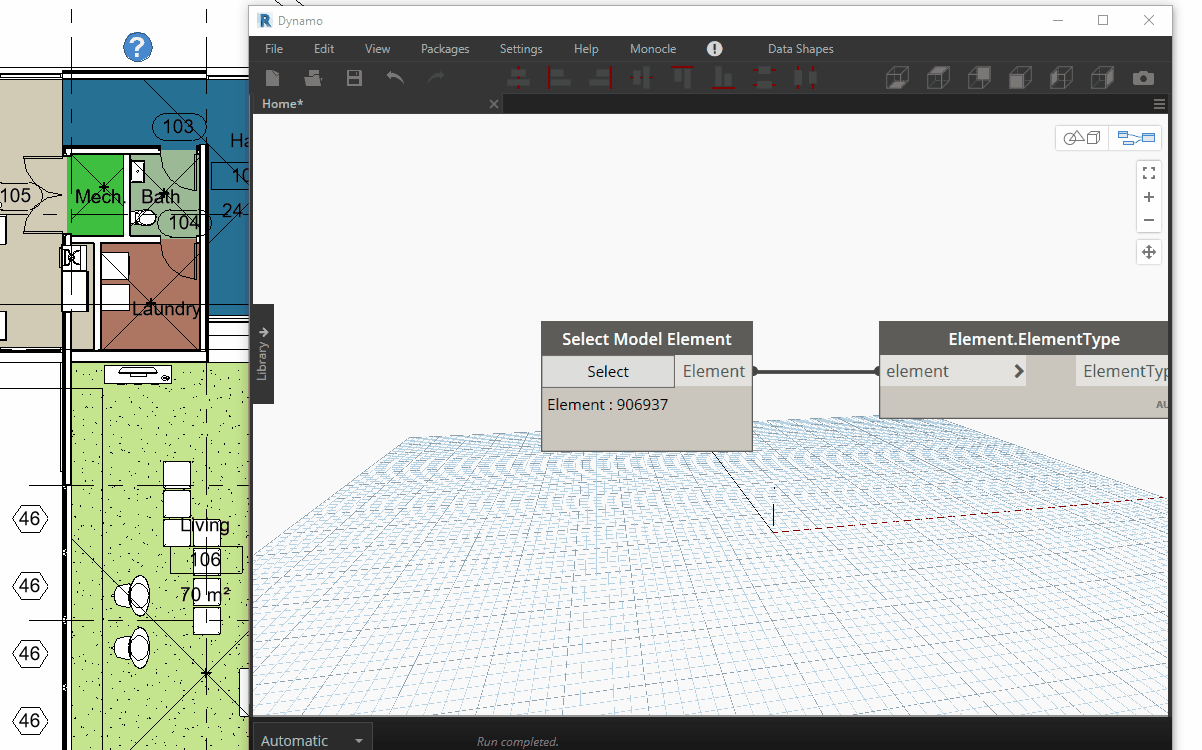 Dynamo
File Edit View Packages Settings Help Monocle ! Data Shapes
Home*
?
103
105
Mech.
Bath
104
24
Laundry
Living
106
70 m²
46
46
46
46
Library
Select Model Element
Select
Element
Element : 906937
Element.ElementType
element
ElementTyp
AU
Automatic
Run completed.